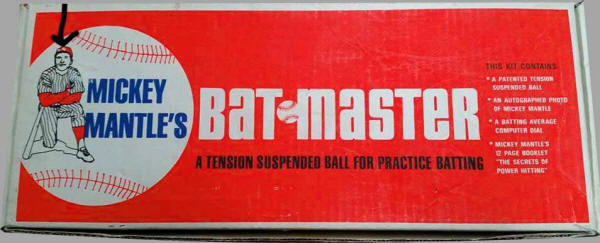 MICKEY
MANTLE'S
BAT MASTER
A TENSION SUSPENDED BALL FOR PRACTICE BATTING
THIS KIT CONTAINS:
* A PATENTED TENSION
SUSPENDED BALL
* AN AUTOGRAPHED PHOTO
OF MICKEY MANTLE
* A BATTING AVERAGE
COMPUTER DIAL
* MICKEY MANTLE'S
12 PAGE BOOKLET
"THE SECRETS OF
POWER HITTING"